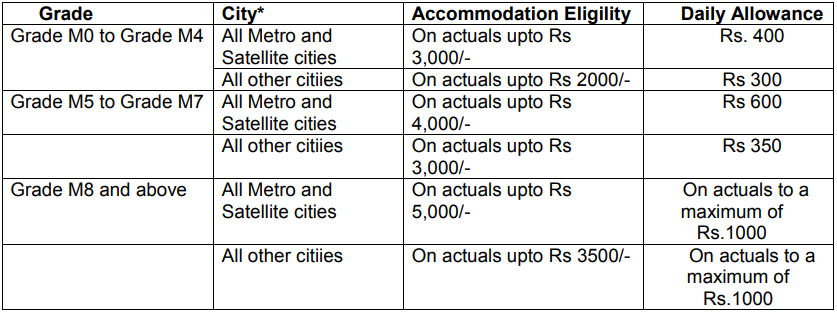 Grade City* Accommodation Eligility Daily Allowance
Grade M0 to Grade M4 All Metro and On actuals upto Rs Rs. 400
Satellite cities 3,000/-
All other citiies On actuals upto Rs 2000/- Rs 300
Grade M5 to Grade M7 All Metro and On actuals upto Rs Rs 600
Satellite cities 4,000/-
All other citiies On actuals upto Rs Rs 350
3,000/-
Grade M8 and above All Metro and On actuals upto Rs On actuals to a
Satellite cities 5,000/- maximum of
Rs.1000
All other citiies On actuals upto Rs 3500/- On actuals to a
maximum of
Rs.1000